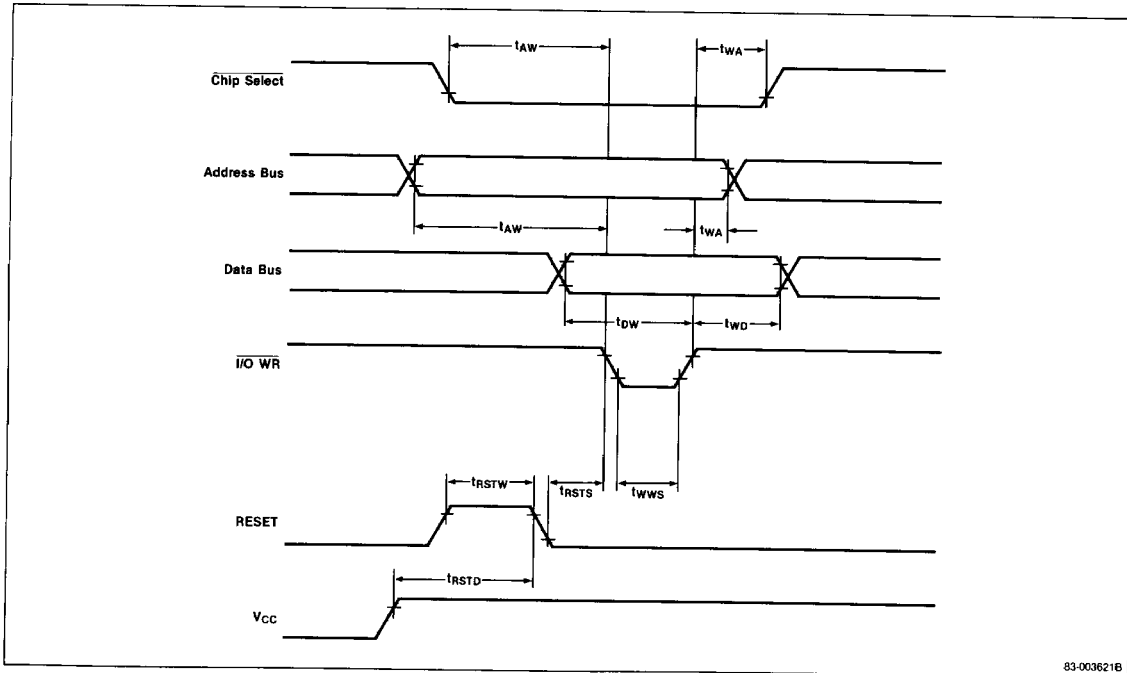 tAW
tWA
Chip Select
Address Bus
tAW
tWA
Data Bus
tDW
tWD
I/O WR
tRSTW
tRSTS
tWWS
RESET
tRSTD
VCC
83-003621B